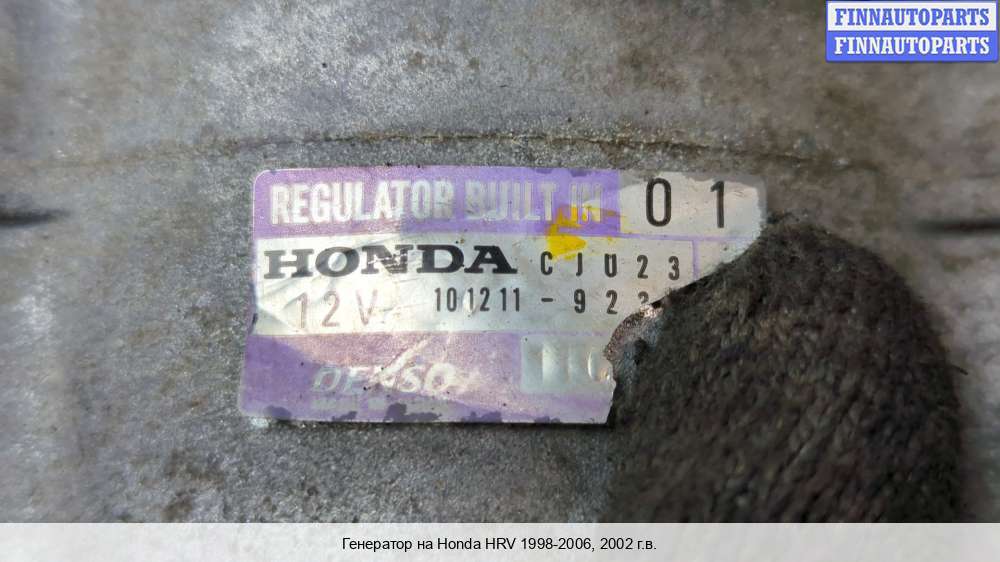 FINNAUTOPARTS
FINNAUTOPARTS
REGULATOR BUILT IN 01
HONDA CJU23
12V 101211-92
DENSO
Генератор на Honda HRV 1998-2006, 2002 г.в.